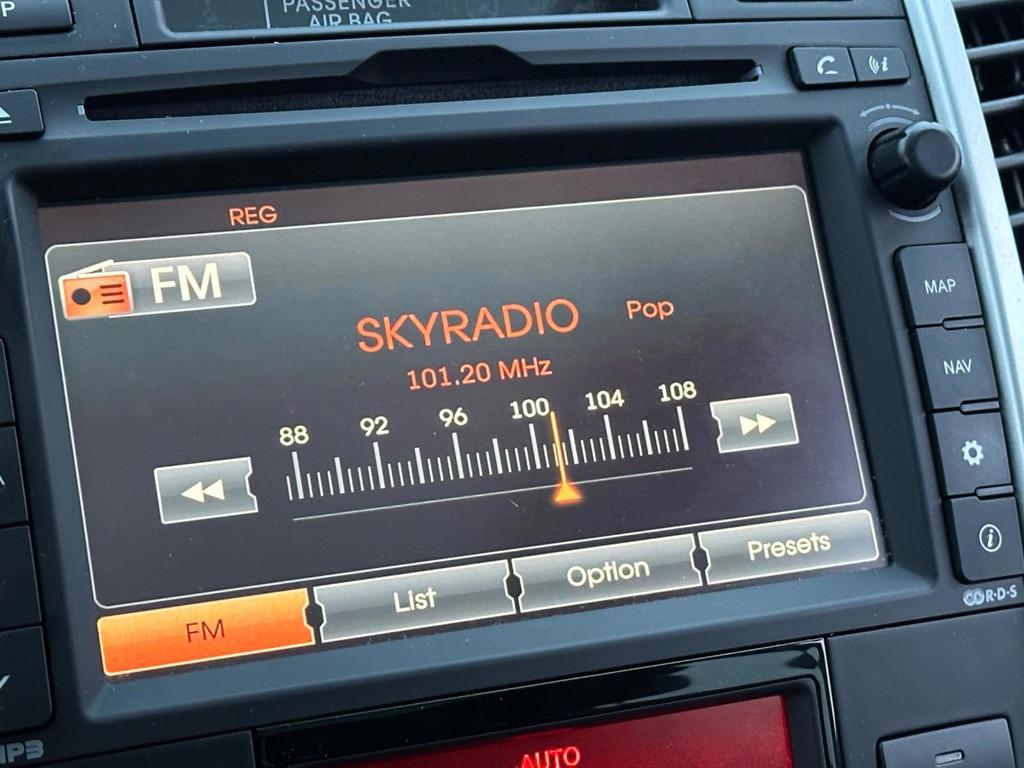 P
PASSENGER
AIR BAG
REG
FM
SKYRADIO Pop
101.20 MHz
88 92 96 100 104 108
FM List Option Presets
MAP
NAV
i
R·D·S
MP3
AUTO